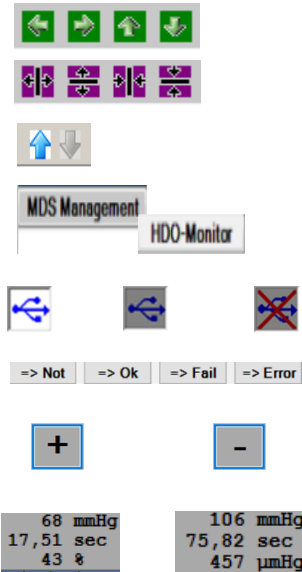 MDS Management
HDO-Monitor
=> Not => Ok => Fail => Error
+ -
68 mmHg 106 mmHg
17,51 sec 75,82 sec
43 % 457 µmHg